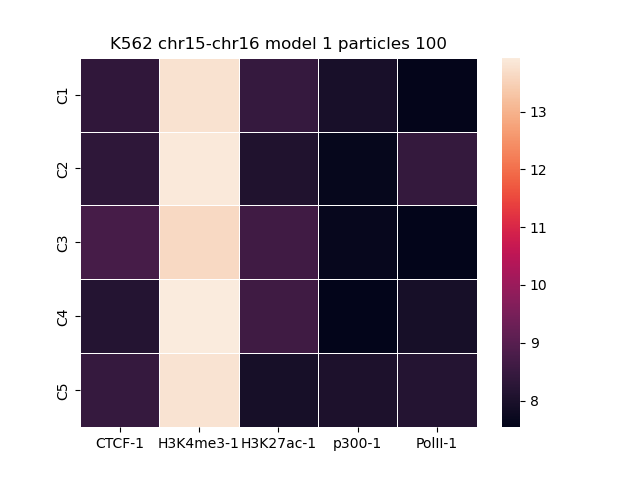 K562 chr15-chr16 model 1 particles 100
C1
C2
C3
C4
C5
CTCF-1 H3K4me3-1 H3K27ac-1 p300-1 PolII-1
13
12
11
10
9
8